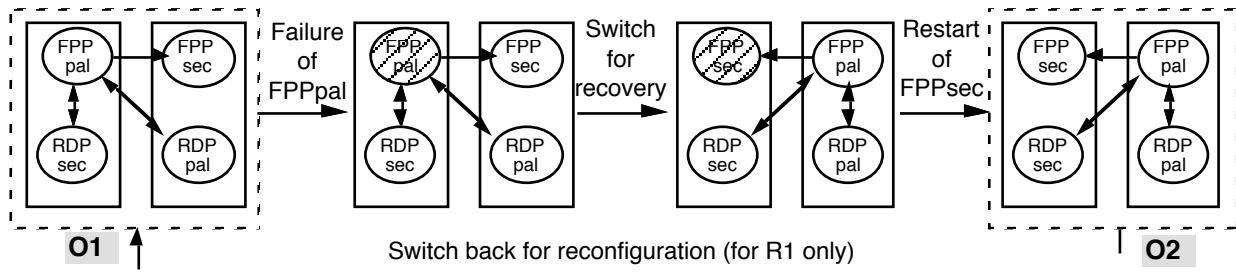 FPP
pal
FPP
sec
RDP
sec
RDP
pal
O1
Failure
of
FPPpal
FPP
pal
FPP
sec
RDP
sec
RDP
pal
Switch
for
recovery
FPP
sec
FPP
pal
RDP
sec
RDP
pal
Restart
of
FPPsec
FPP
sec
FPP
pal
RDP
sec
RDP
pal
O2
Switch back for reconfiguration (for R1 only)